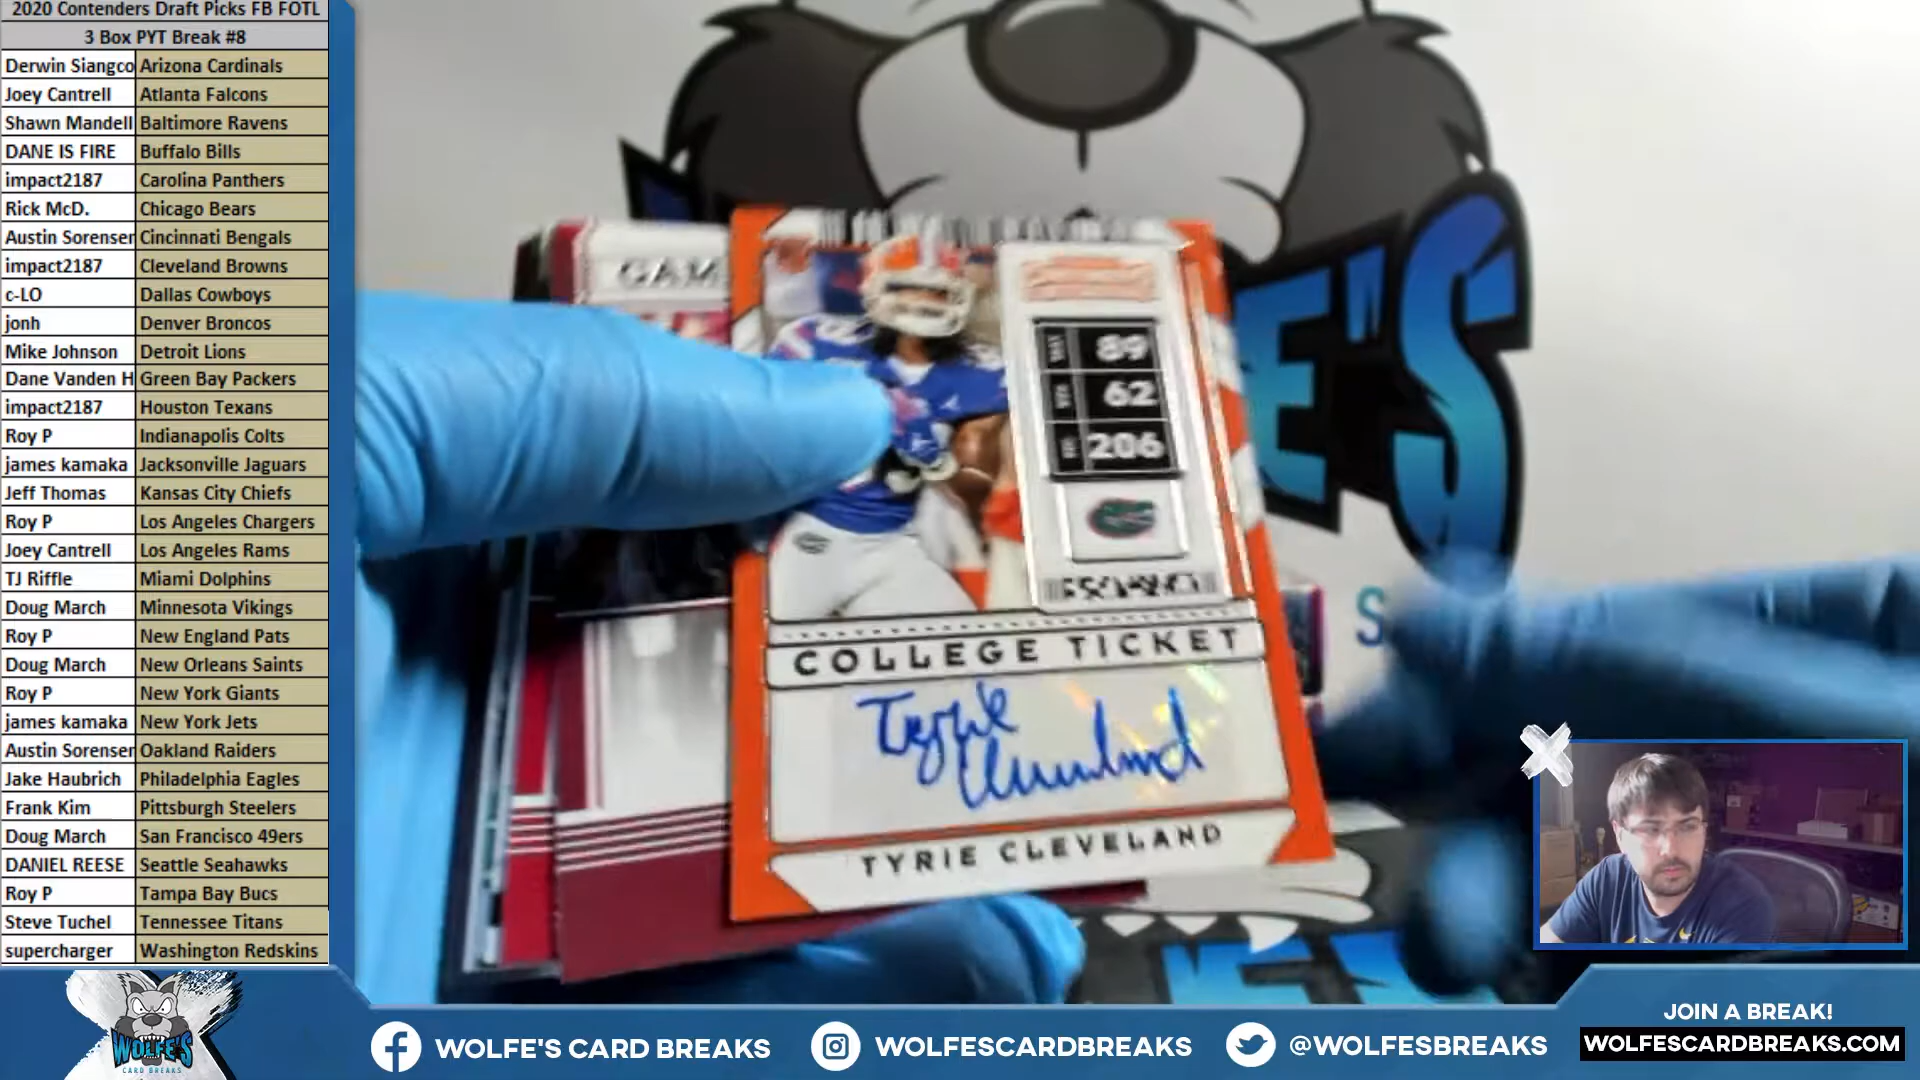 2020 Contenders Draft Picks FB FOTL
3 Box PYT Break #8
Derwin Siangco Arizona Cardinals
Joey Cantrell Atlanta Falcons
Shawn Mandell Baltimore Ravens
DANE IS FIRE Buffalo Bills
impact2187 Carolina Panthers
Rick McD. Chicago Bears
Austin Sorensen Cincinnati Bengals
impact2187 Cleveland Browns
c-LO Dallas Cowboys
jonh Denver Broncos
Mike Johnson Detroit Lions
Dane Vanden H Green Bay Packers
impact2187 Houston Texans
Roy P Indianapolis Colts
james kamaka Jacksonville Jaguars
Jeff Thomas Kansas City Chiefs
Roy P Los Angeles Chargers
Joey Cantrell Los Angeles Rams
TJ Riffle Miami Dolphins
Doug March Minnesota Vikings
Roy P New England Pats
Doug March New Orleans Saints
Roy P New York Giants
james kamaka New York Jets
Austin Sorensen Oakland Raiders
Jake Haubrich Philadelphia Eagles
Frank Kim Pittsburgh Steelers
Doug March San Francisco 49ers
DANIEL REESE Seattle Seahawks
Roy P Tampa Bay Bucs
Steve Tuchel Tennessee Titans
supercharger Washington Redskins
GAM
89
62
206
COLLEGE TICKET
Tyrie Cleveland
TYRIE CLEVELAND
E'S
S
WOLFE'S
CARD BREAKS
WOLFE'S CARD BREAKS
WOLFESCARDBREAKS
@WOLFESBREAKS
JOIN A BREAK!
WOLFESCARDBREAKS.COM